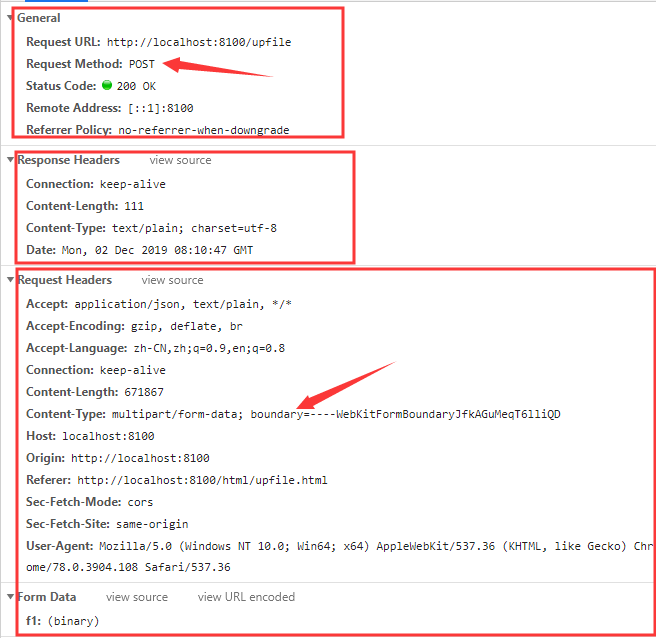 General
Request URL: http://localhost:8100/upfile
Request Method: POST
Status Code: 200 OK
Remote Address: [::1]:8100
Referrer Policy: no-referrer-when-downgrade
Response Headers view source
Connection: keep-alive
Content-Length: 111
Content-Type: text/plain; charset=utf-8
Date: Mon, 02 Dec 2019 08:10:47 GMT
Request Headers view source
Accept: application/json, text/plain, */*
Accept-Encoding: gzip, deflate, br
Accept-Language: zh-CN,zh;q=0.9,en;q=0.8
Connection: keep-alive
Content-Length: 671867
Content-Type: multipart/form-data; boundary=----WebKitFormBoundaryJfkAGuMeqT6lliQD
Host: localhost:8100
Origin: http://localhost:8100
Referer: http://localhost:8100/html/upfile.html
Sec-Fetch-Mode: cors
Sec-Fetch-Site: same-origin
User-Agent: Mozilla/5.0 (Windows NT 10.0; Win64; x64) AppleWebKit/537.36 (KHTML, like Gecko) Chr
ome/78.0.3904.108 Safari/537.36
Form Data view source view URL encoded
f1: (binary)